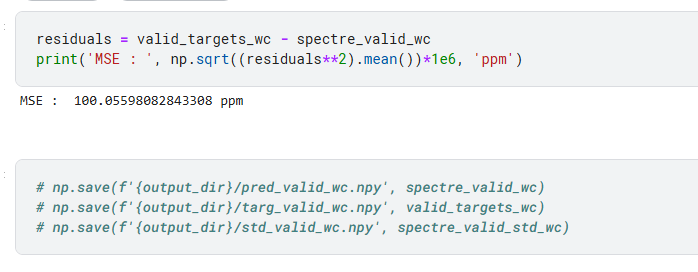 residuals = valid_targets_wc - spectre_valid_wc
print('MSE : ', np.sqrt((residuals**2).mean())*1e6, 'ppm')
MSE :  100.05598082843308 ppm
# np.save(f'{output_dir}/pred_valid_wc.npy', spectre_valid_wc)
# np.save(f'{output_dir}/targ_valid_wc.npy', valid_targets_wc)
# np.save(f'{output_dir}/std_valid_wc.npy', spectre_valid_std_wc)